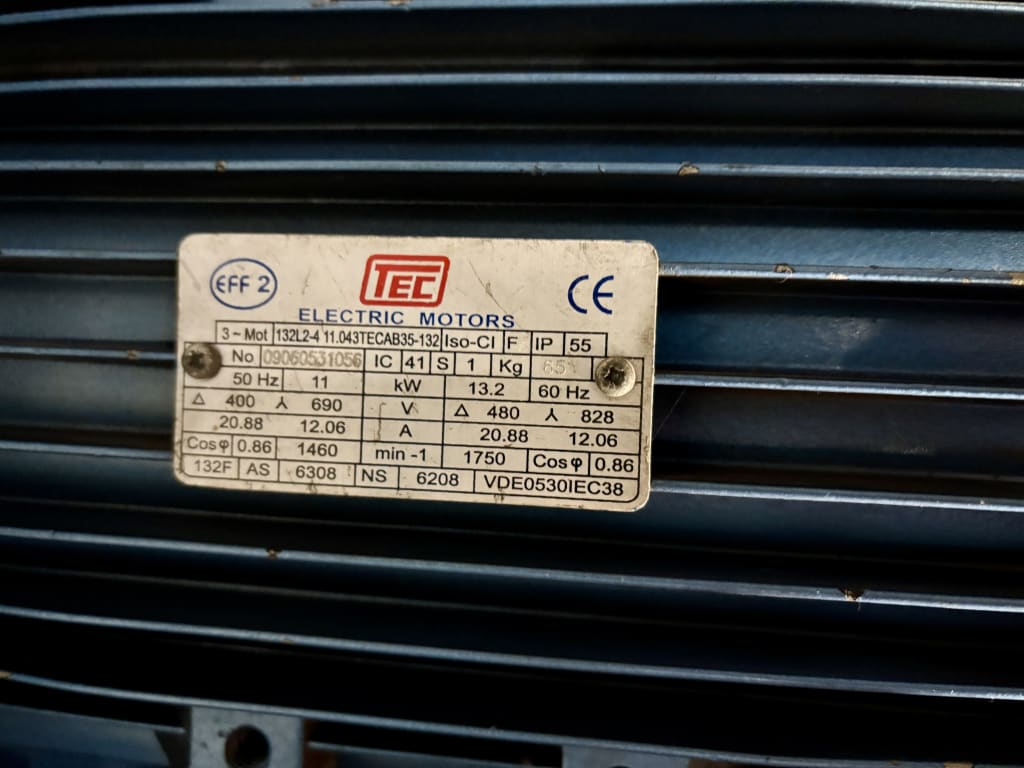 EFF 2 TEC CE
ELECTRIC MOTORS
3 ~ Mot 132L2-4 11.043TECAB35-132 Iso-Cl F IP 55
No 09060531056 IC 41 S 1 Kg 65
50 Hz 11 kW 13.2 60 Hz
Δ 400 ⅄ 690 V Δ 480 ⅄ 828
20.88 12.06 A 20.88 12.06
Cosφ 0.86 1460 min -1 1750 Cosφ 0.86
132F AS 6308 NS 6208 VDE0530IEC38